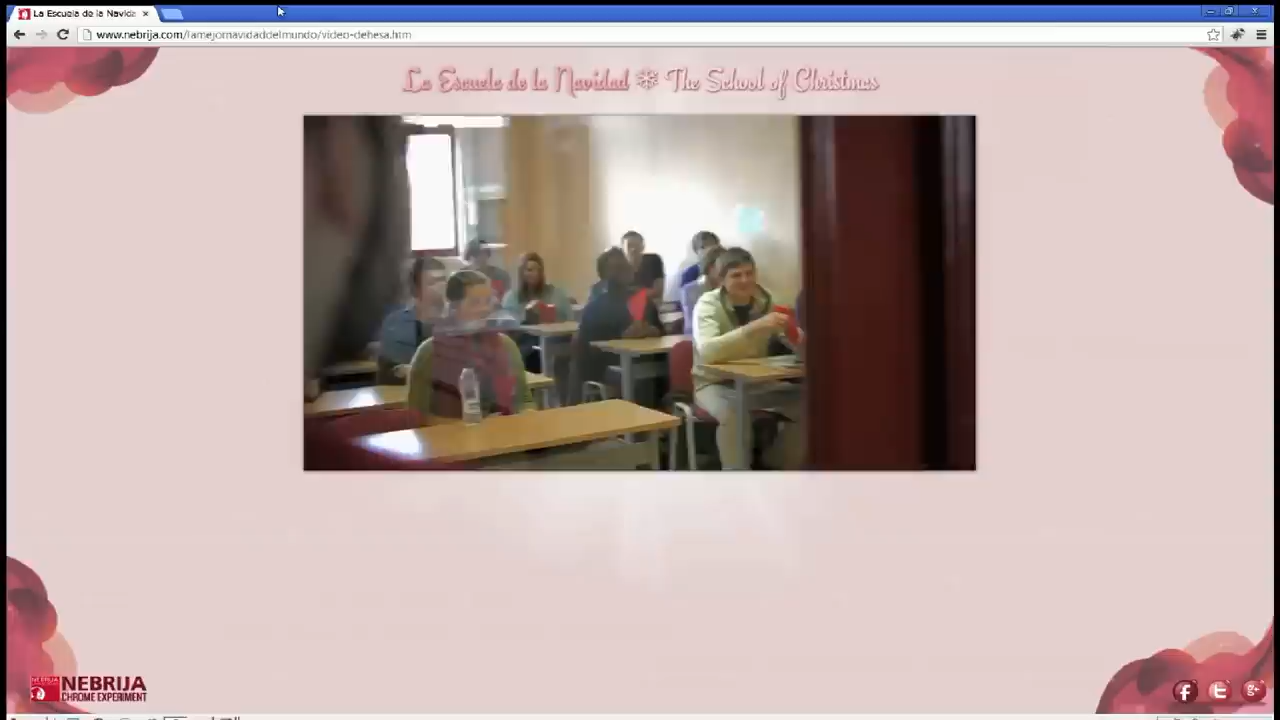 La Escuela de la Navida
www.nebrija.com/lamejornavidaddelmundo/video-dehesa.htm
La Escuela de la Navidad * The School of Christmas
NEBRIJA
CHROME EXPERIMENT